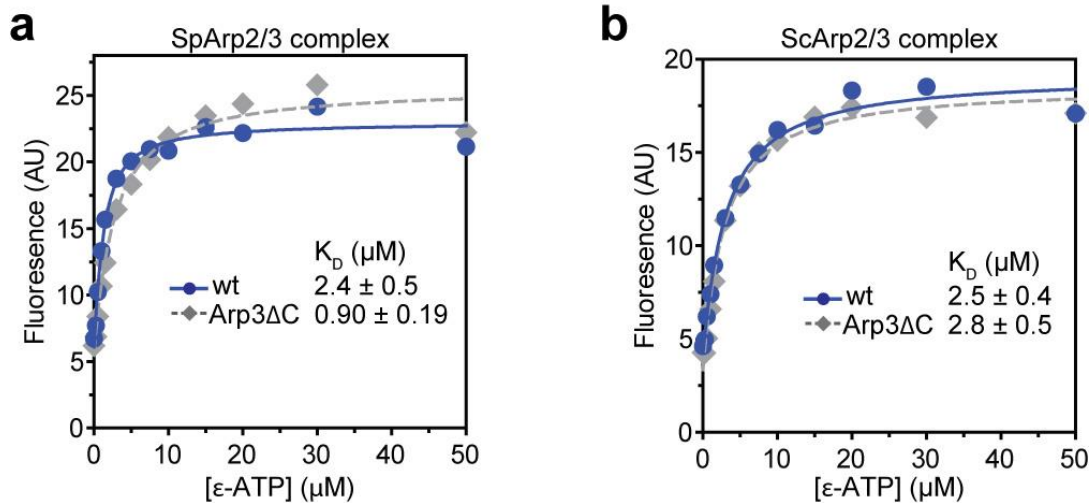 a
SpArp2/3 complex
Fluoresence (AU)
25
20
15
10
5
0
K_D (μM)
wt 2.4 ± 0.5
Arp3ΔC 0.90 ± 0.19
0 10 20 30 40 50
[ε-ATP] (μM)
b
ScArp2/3 complex
Fluoresence (AU)
20
15
10
5
0
K_D (μM)
wt 2.5 ± 0.4
Arp3ΔC 2.8 ± 0.5
0 10 20 30 40 50
[ε-ATP] (μM)